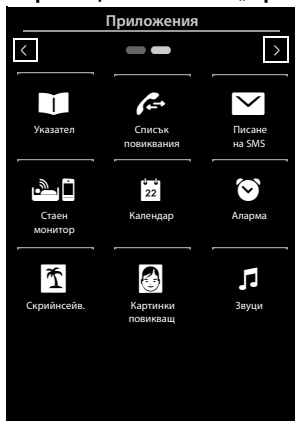 Приложения
Указател
Списък
повиквания
Писане
на SMS
Стаен
монитор
22
Календар
Аларма
Скрийнсейв.
Картинки
повикващ
Звуци